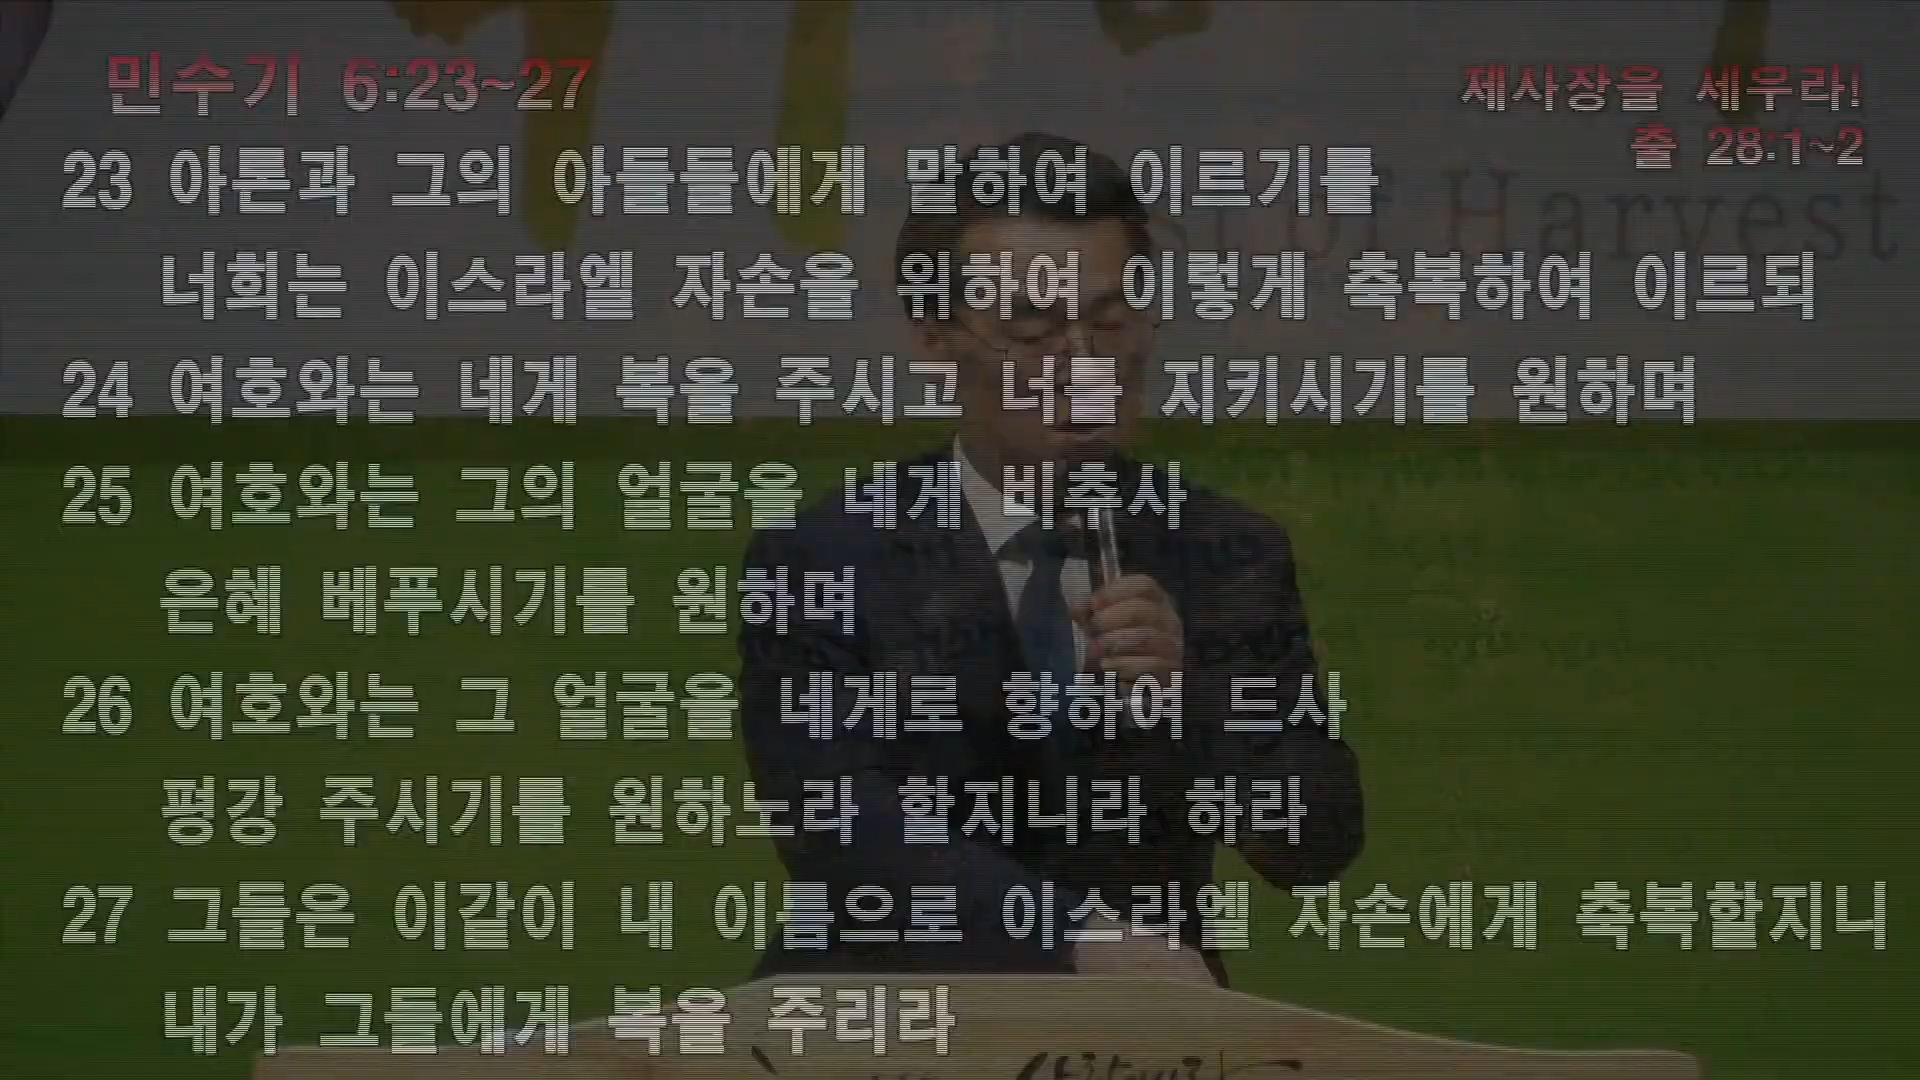 민수기 6:23~27
제사장을 세우라!
출 28:1~2
23 아론과 그의 아들들에게 말하여 이르기를
너희는 이스라엘 자손을 위하여 이렇게 축복하여 이르되
24 여호와는 네게 복을 주시고 너를 지키시기를 원하며
25 여호와는 그의 얼굴을 네게 비추사
은혜 베푸시기를 원하며
26 여호와는 그 얼굴을 네게로 향하여 드사
평강 주시기를 원하노라 할지니라 하라
27 그들은 이같이 내 이름으로 이스라엘 자손에게 축복할지니
내가 그들에게 복을 주리라
of Harvest